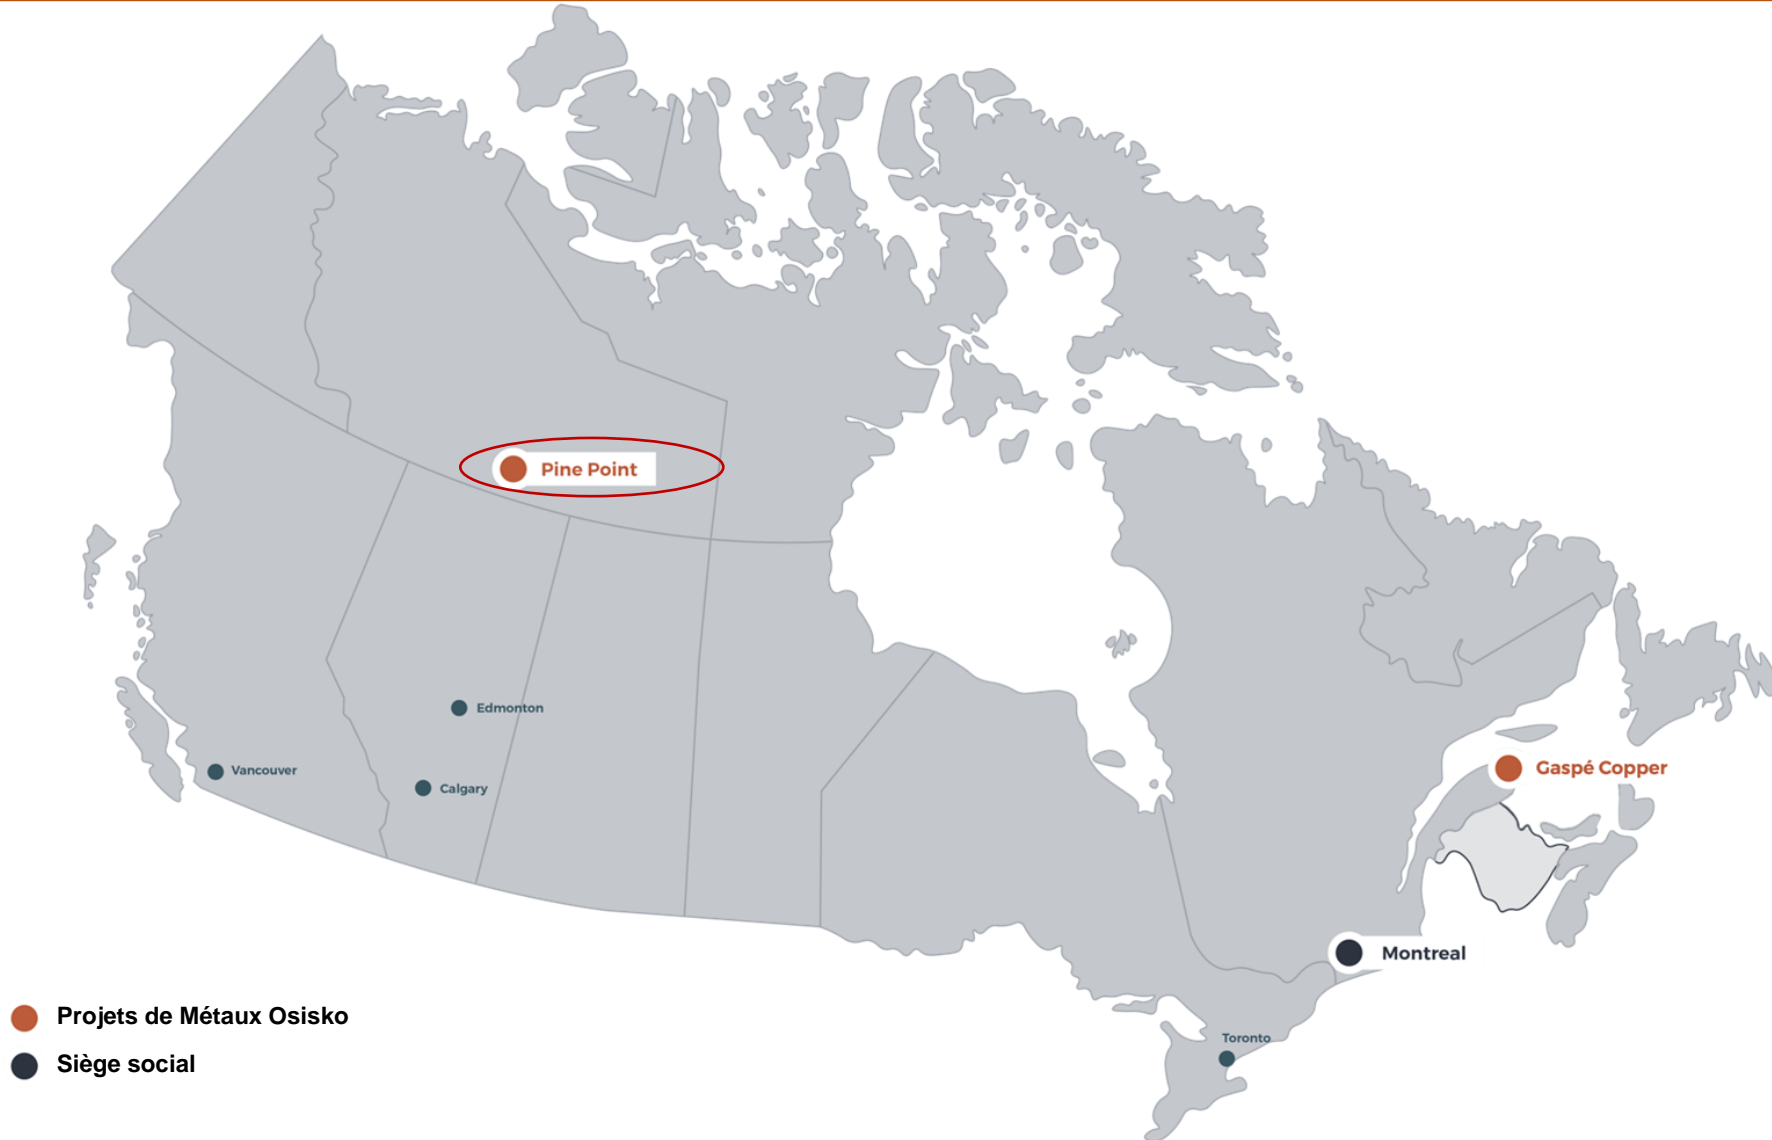 Pine Point
Edmonton
Vancouver
Calgary
Gaspé Copper
Montreal
Toronto
Projets de Métaux Osisko
Siège social